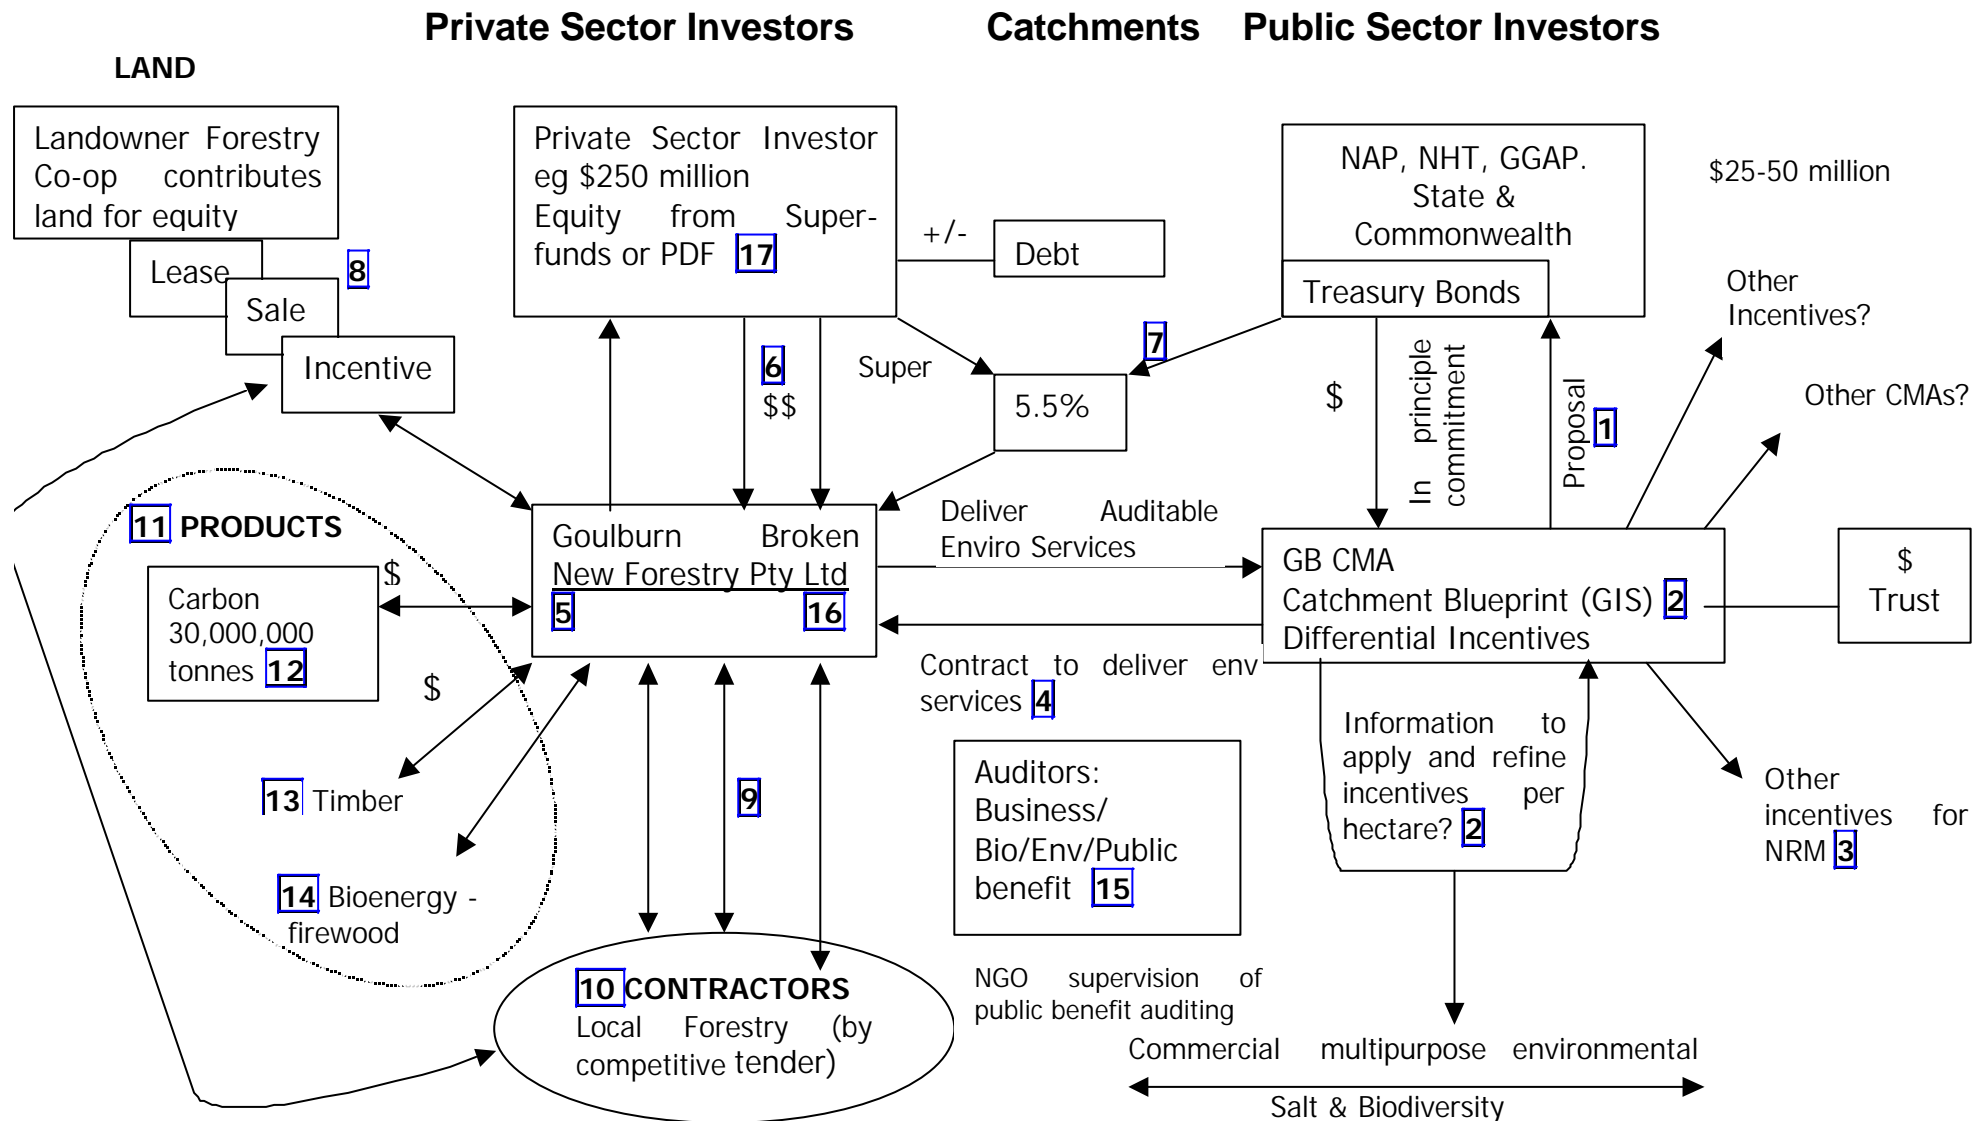 Private Sector Investors
Catchments
Public Sector Investors
LAND
Landowner Forestry
Co-op contributes
land for equity
Lease
8
Sale
Incentive
Private Sector Investor
eg $250 million
Equity from Super-
funds or PDF 17
+/-
Debt
NAP, NHT, GGAP.
State &
Commonwealth
Treasury Bonds
$25-50 million
Other
Incentives?
Other CMAs?
6
$$
Super
7
5.5%
$
In principle
commitment
Proposal
1
11 PRODUCTS
$
Carbon
30,000,000
tonnes 12
$
13 Timber
14 Bioenergy -
firewood
Goulburn Broken
New Forestry Pty Ltd
5 16
Deliver Auditable
Enviro Services
GB CMA
Catchment Blueprint (GIS) 2
Differential Incentives
$
Trust
Contract to deliver env
services 4
9
Auditors:
Business/
Bio/Env/Public
benefit 15
Information to
apply and refine
incentives per
hectare? 2
Other
incentives for
NRM 3
10 CONTRACTORS
Local Forestry (by
competitive tender)
NGO supervision of
public benefit auditing
Commercial multipurpose environmental
Salt & Biodiversity